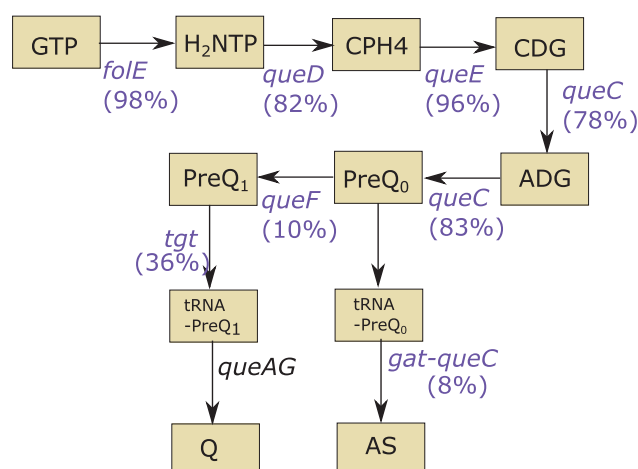 GTP
H₂NTP
CPH4
CDG
folE
(98%)
queD
(82%)
queE
(96%)
queC
(78%)
PreQ₁
PreQ₀
ADG
queF
(10%)
queC
(83%)
tgt
(36%)
tRNA
-PreQ₁
tRNA
-PreQ₀
queAG
gat-queC
(8%)
Q
AS